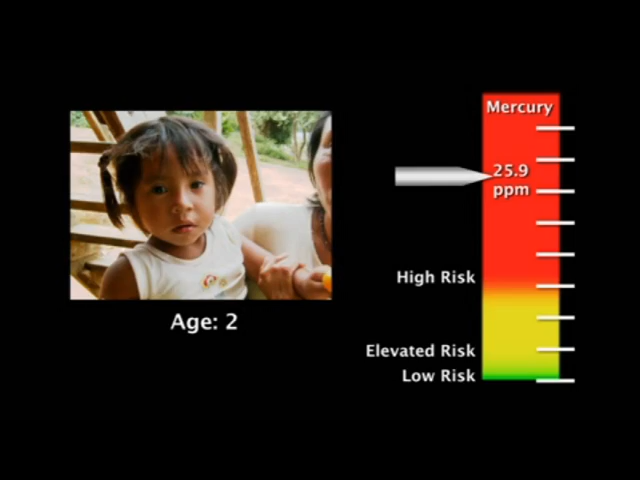 Mercury
25.9
ppm
High Risk
Age: 2
Elevated Risk
Low Risk